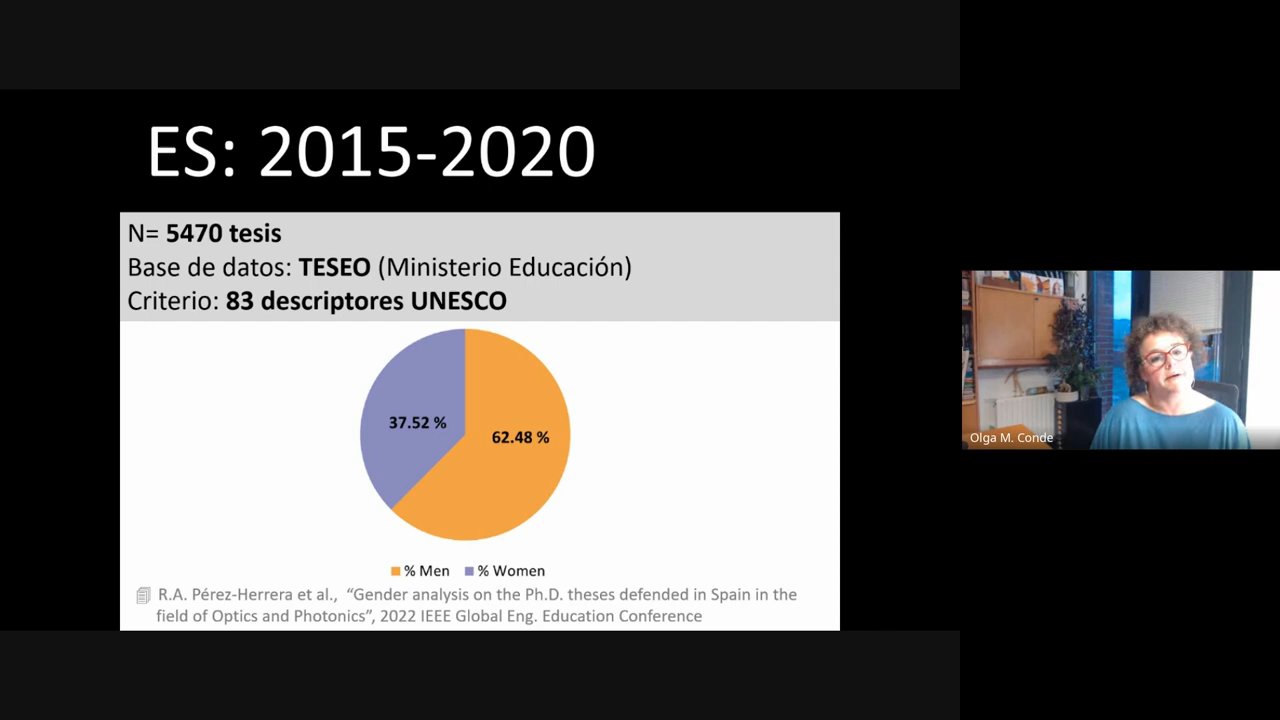 ES: 2015-2020
N= 5470 tesis
Base de datos: TESEO (Ministerio Educación)
Criterio: 83 descriptores UNESCO
37.52 %
62.48 %
% Men % Women
R.A. Pérez-Herrera et al., “Gender analysis on the Ph.D. theses defended in Spain in the
field of Optics and Photonics”, 2022 IEEE Global Eng. Education Conference
Olga M. Conde